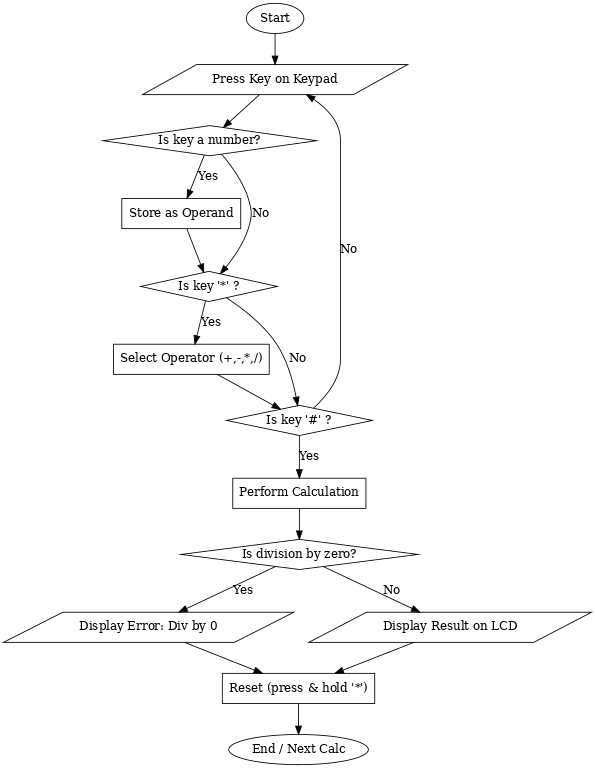 Start
Press Key on Keypad
Is key a number?
Yes
Store as Operand
No
Is key '*' ?
Yes
Select Operator (+,-,*,/)
No
No
Is key '#' ?
Yes
Perform Calculation
Is division by zero?
Yes
No
Display Error: Div by 0
Display Result on LCD
Reset (press & hold '*')
End / Next Calc